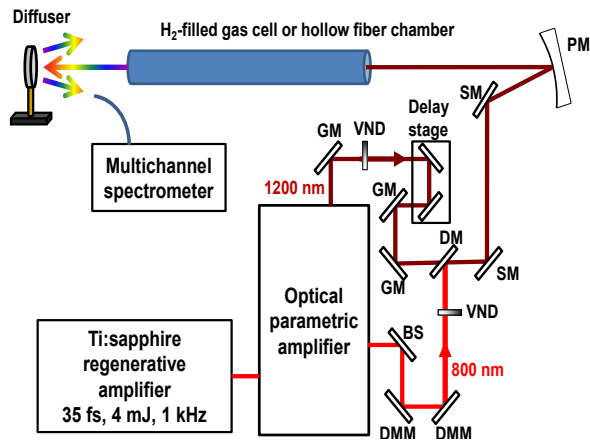 Diffuser
H₂-filled gas cell or hollow fiber chamber
PM
SM
Delay
stage
VND
GM
Multichannel
spectrometer
1200 nm
GM
DM
GM
SM
VND
Optical
parametric
amplifier
BS
800 nm
Ti:sapphire
regenerative
amplifier
35 fs, 4 mJ, 1 kHz
DMM
DMM